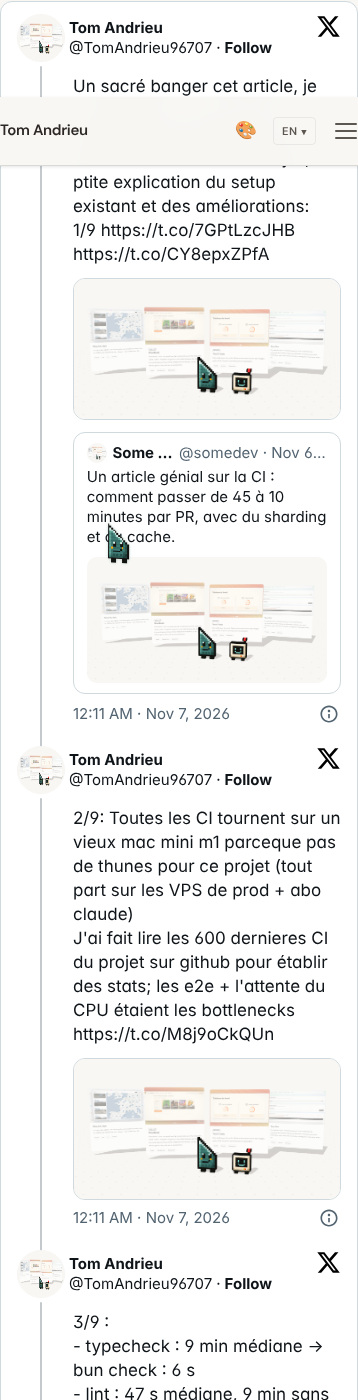 Tom Andrieu
@TomAndrieu96707 · Follow
Un sacré banger cet article, je
Tom Andrieu
EN ▾
ptite explication du setup
existant et des améliorations:
1/9 https://t.co/7GPtLzcJHB
https://t.co/CY8epxZPfA
Some ... @somedev · Nov 6...
Un article génial sur la CI :
comment passer de 45 à 10
minutes par PR, avec du sharding
et cache.
12:11 AM · Nov 7, 2026
Tom Andrieu
@TomAndrieu96707 · Follow
2/9: Toutes les CI tournent sur un
vieux mac mini m1 parceque pas
de thunes pour ce projet (tout
part sur les VPS de prod + abo
claude)
J'ai fait lire les 600 dernieres CI
du projet sur github pour établir
des stats; les e2e + l'attente du
CPU étaient les bottlenecks
https://t.co/M8j9oCkQUn
12:11 AM · Nov 7, 2026
Tom Andrieu
@TomAndrieu96707 · Follow
3/9 :
- typecheck : 9 min médiane →
bun check : 6 s
- lint : 47 s médiane, 9 min sans